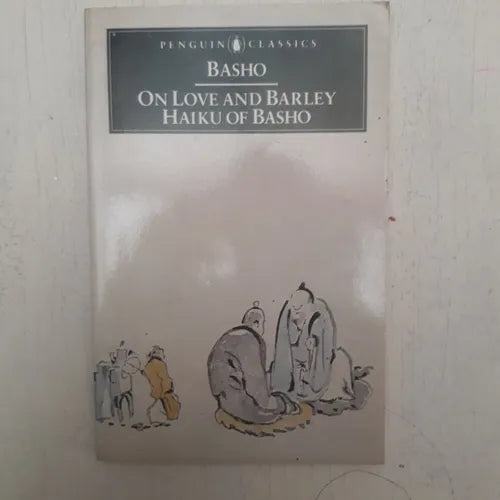 PENGUIN CLASSICS
BASHO
ON LOVE AND BARLEY
HAIKU OF BASHO